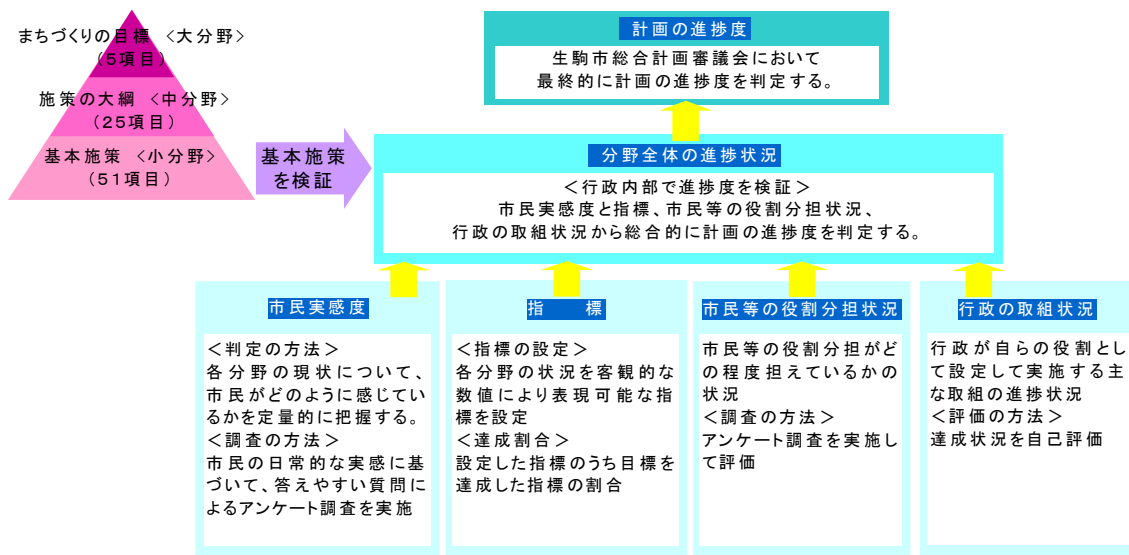 まちづくりの目標 <大分野>
(5項目)
施策の大綱 <中分野>
(25項目)
基本施策 <小分野>
(51項目)
基本施策
を検証
計画の進捗度
生駒市総合計画審議会において
最終的に計画の進捗度を判定する。
分野全体の進捗状況
<行政内部で進捗度を検証>
市民実感度と指標、市民等の役割分担状況、
行政の取組状況から総合的に計画の進捗度を判定する。
市民実感度
<判定の方法>
各分野の現状について、
市民がどのように感じてい
るかを定量的に把握する。
<調査の方法>
市民の日常的な実感に基
づいて、答えやすい質問に
よるアンケート調査を実施
指 標
<指標の設定>
各分野の状況を客観的な
数値により表現可能な指
標を設定
<達成割合>
設定した指標のうち目標を
達成した指標の割合
市民等の役割分担状況
市民等の役割分担がど
の程度担えているかの
状況
<調査の方法>
アンケート調査を実施し
て評価
行政の取組状況
行政が自らの役割とし
て設定して実施する主
な取組の進捗状況
<評価の方法>
達成状況を自己評価